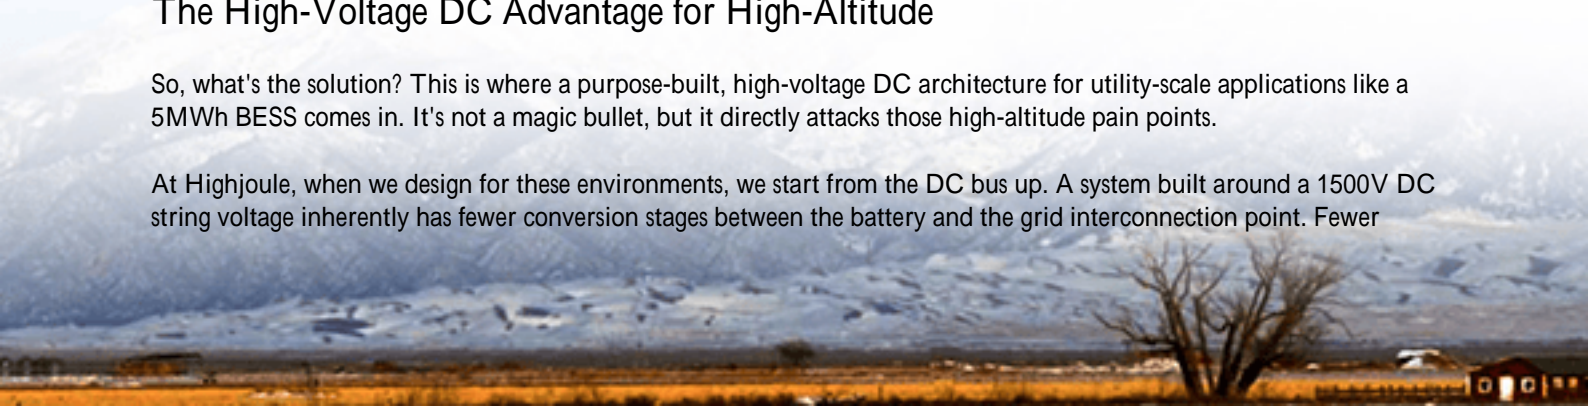 The High-Voltage DC Advantage for High-Altitude
So, what's the solution? This is where a purpose-built, high-voltage DC architecture for utility-scale applications like a
5MWh BESS comes in. It's not a magic bullet, but it directly attacks those high-altitude pain points.
At Highjoule, when we design for these environments, we start from the DC bus up. A system built around a 1500V DC
string voltage inherently has fewer conversion stages between the battery and the grid interconnection point. Fewer